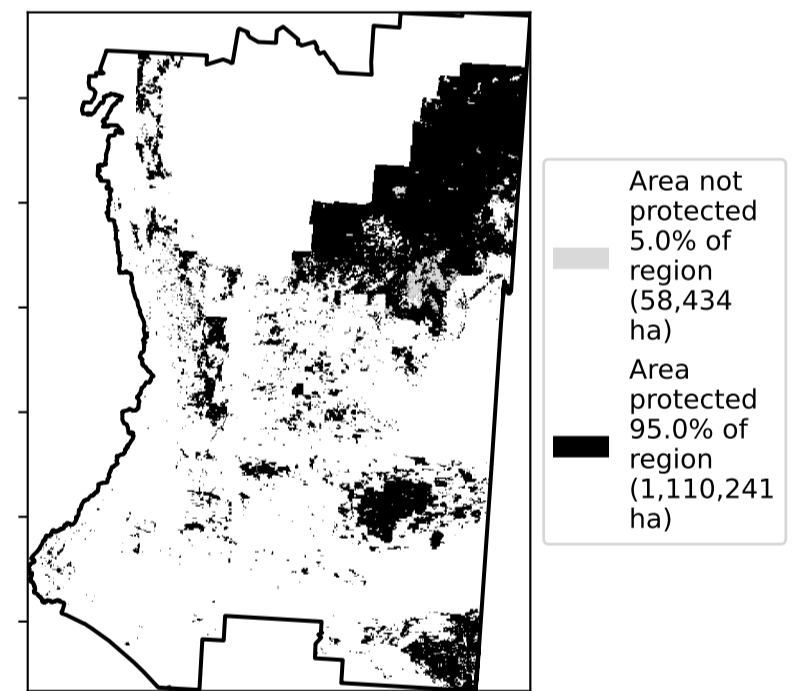 Area not
protected
5.0% of
region
(58,434
ha)
Area
protected
95.0% of
region
(1,110,241
ha)